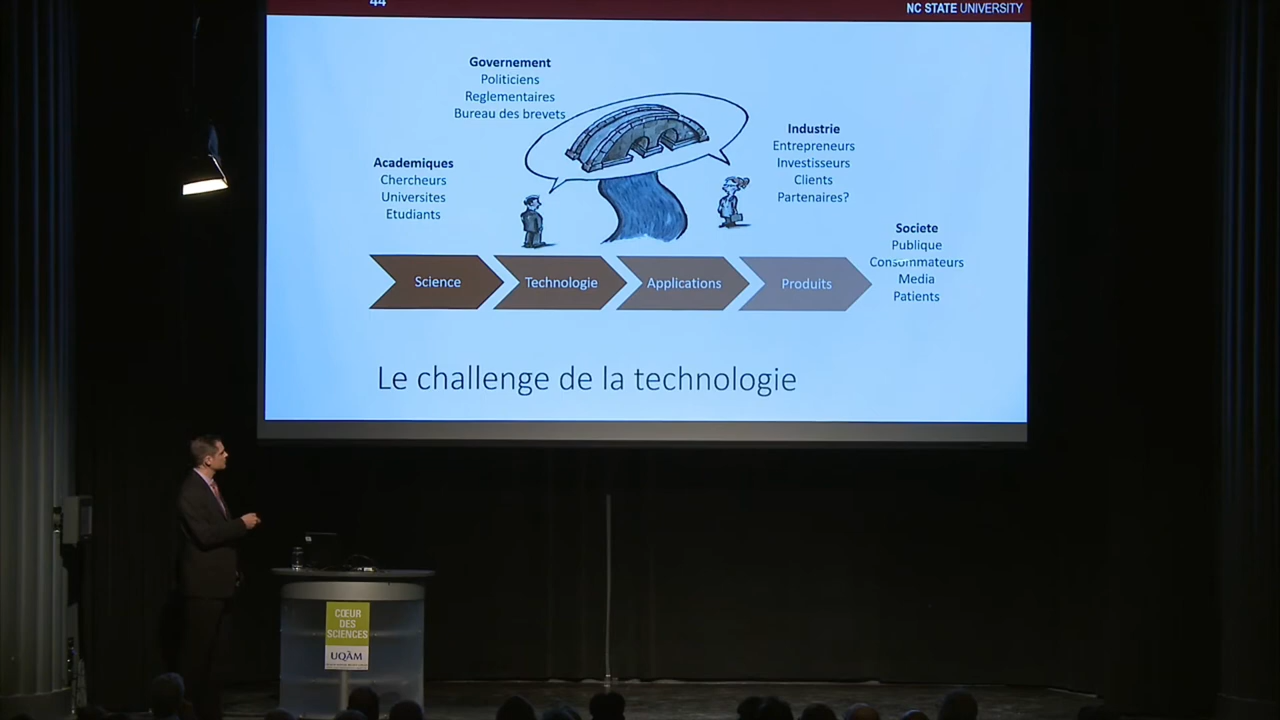 44
NC STATE UNIVERSITY
Governement
Politiciens
Reglementaires
Bureau des brevets
Industrie
Entrepreneurs
Investisseurs
Clients
Partenaires?
Academiques
Chercheurs
Universites
Etudiants
Societe
Publique
Consommateurs
Media
Patients
Science
Technologie
Applications
Produits
Le challenge de la technologie
CŒUR
DES
SCIENCES
UQÀM